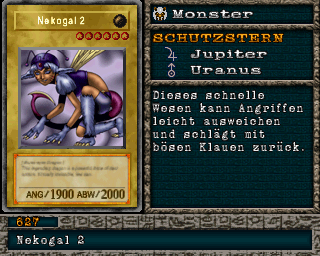 Nekogal 2
ANG/1900 ABW/2000
Monster
SCHUTZSTERN
Jupiter
Uranus
Dieses schnelle
Wesen kann Angriffen
leicht ausweichen
und schlägt mit
bösen Klauen zurück.
627
Nekogal 2